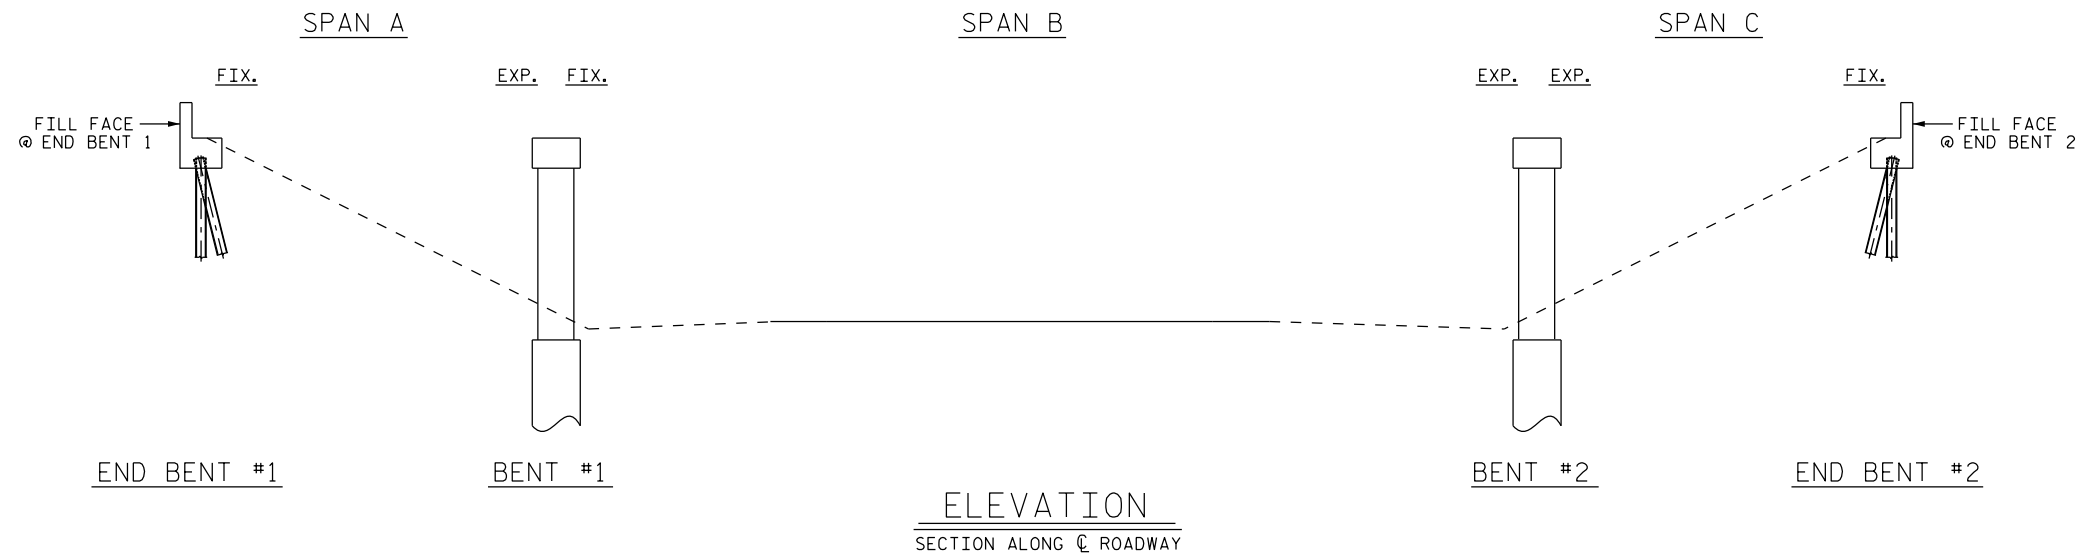 SPAN A
SPAN B
SPAN C
FIX.
EXP.
FIX.
EXP.
EXP.
FIX.
FILL FACE
@ END BENT 1
FILL FACE
@ END BENT 2
END BENT #1
BENT #1
BENT #2
END BENT #2
ELEVATION
SECTION ALONG ℄ ROADWAY